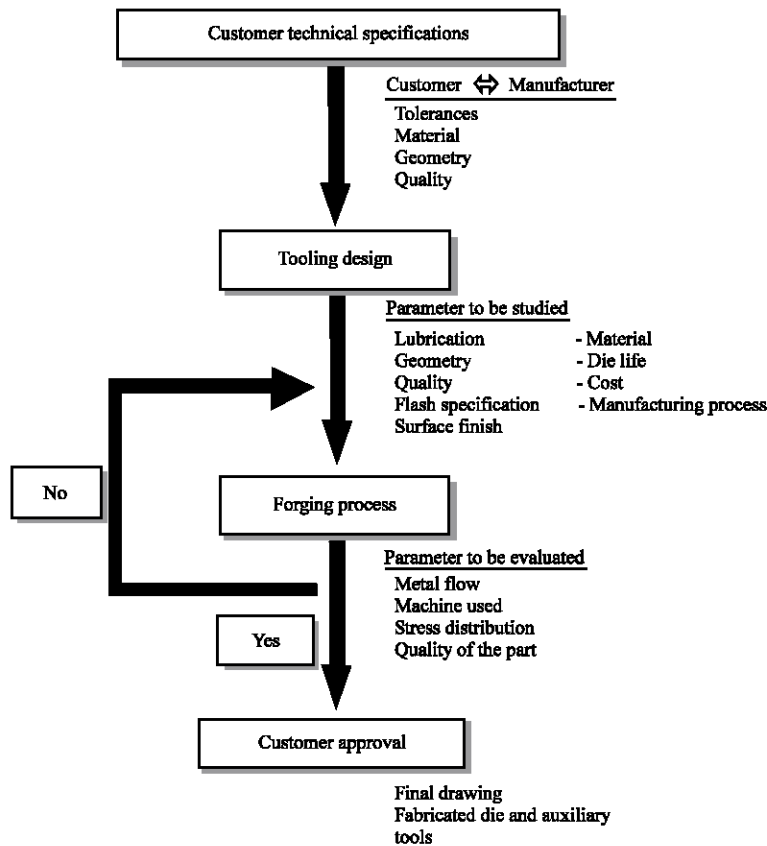 Customer technical specifications
Customer ⇔ Manufacturer
Tolerances
Material
Geometry
Quality
Tooling design
Parameter to be studied
Lubrication - Material
Geometry - Die life
Quality - Cost
Flash specification - Manufacturing process
Surface finish
No
Forging process
Parameter to be evaluated
Metal flow
Machine used
Stress distribution
Quality of the part
Yes
Customer approval
Final drawing
Fabricated die and auxiliary
tools